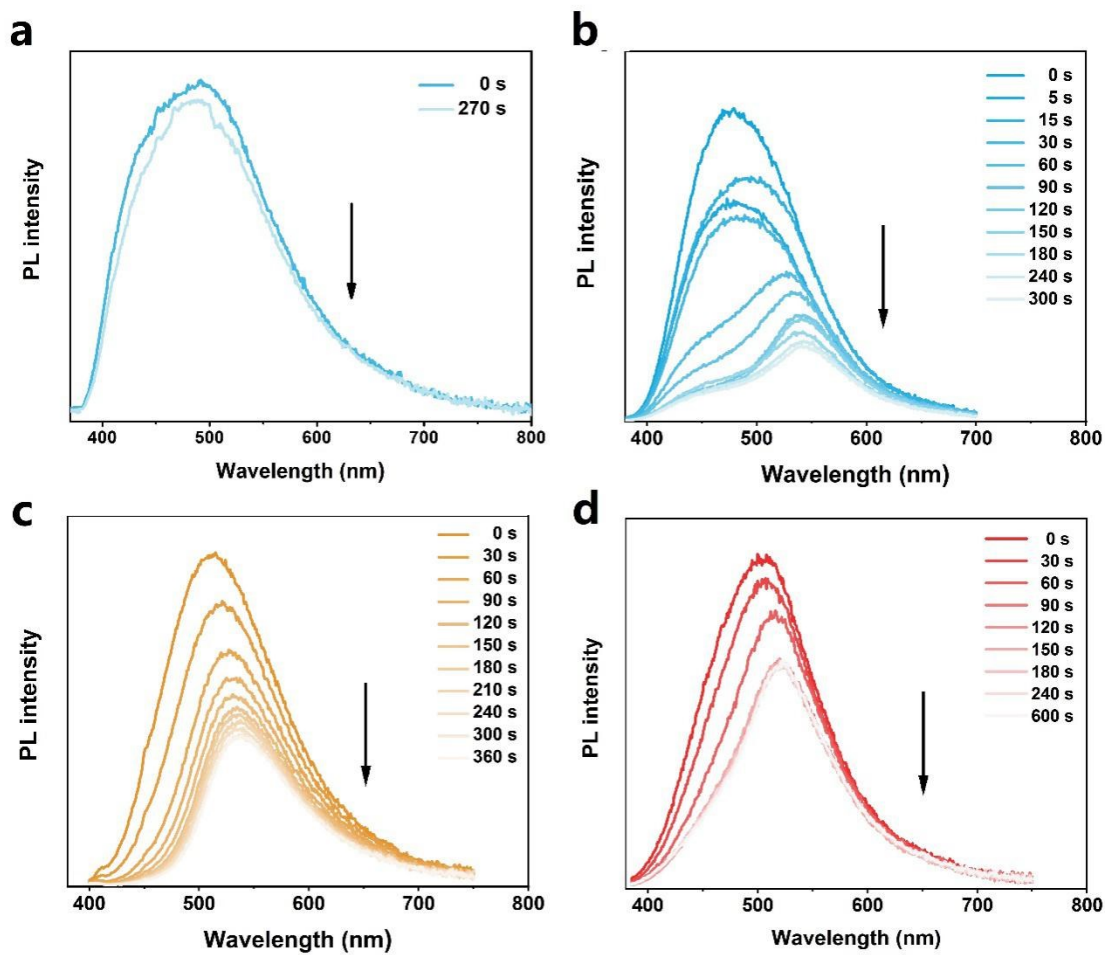 a
0 s
270 s
PL intensity
400 500 600 700 800
Wavelength (nm)
b
0 s
5 s
15 s
30 s
60 s
90 s
120 s
150 s
180 s
240 s
300 s
PL intensity
400 500 600 700 800
Wavelength (nm)
c
0 s
30 s
60 s
90 s
120 s
150 s
180 s
210 s
240 s
300 s
360 s
PL intensity
400 500 600 700 800
Wavelength (nm)
d
0 s
30 s
60 s
90 s
120 s
150 s
180 s
240 s
600 s
PL intensity
400 500 600 700 800
Wavelength (nm)